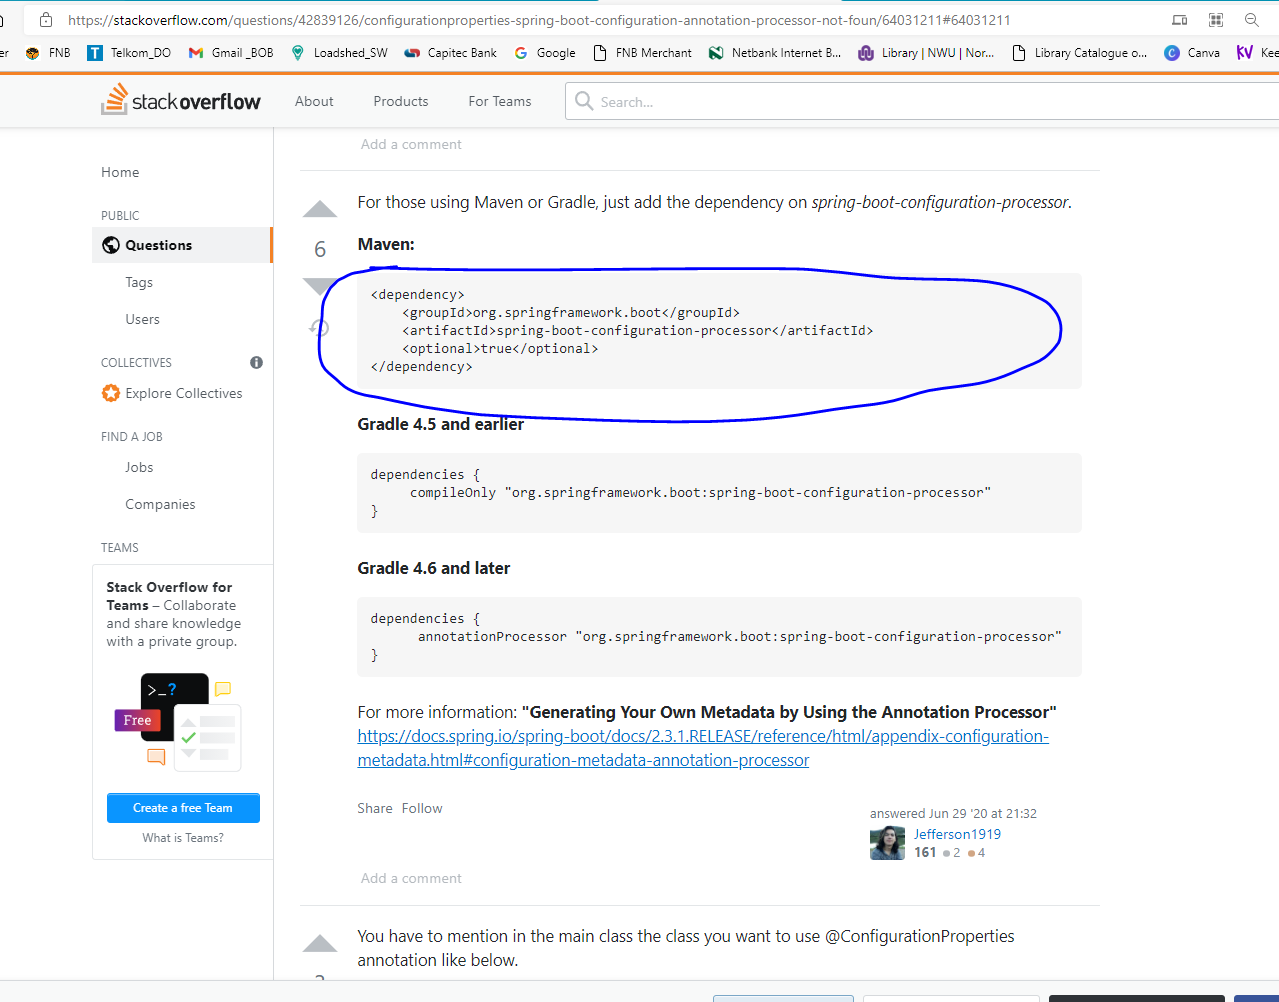 https://stackoverflow.com/questions/42839126/configurationproperties-spring-boot-configuration-annotation-processor-not-foun/64031211#64031211
er FNB Telkom_DO Gmail _BOB Loadshed_SW Capitec Bank Google FNB Merchant Netbank Internet B... Library | NWU | Nor... Library Catalogue o... Canva Kee
stackoverflow About Products For Teams Search...
Add a comment
Home
PUBLIC
Questions
Tags
Users
COLLECTIVES
Explore Collectives
FIND A JOB
Jobs
Companies
TEAMS
Stack Overflow for
Teams – Collaborate
and share knowledge
with a private group.
>_?
Free
Create a free Team
What is Teams?
For those using Maven or Gradle, just add the dependency on spring-boot-configuration-processor.
6
Maven:
<dependency>
    <groupId>org.springframework.boot</groupId>
    <artifactId>spring-boot-configuration-processor</artifactId>
    <optional>true</optional>
</dependency>
Gradle 4.5 and earlier
dependencies {
     compileOnly "org.springframework.boot:spring-boot-configuration-processor"
}
Gradle 4.6 and later
dependencies {
      annotationProcessor "org.springframework.boot:spring-boot-configuration-processor"
}
For more information: "Generating Your Own Metadata by Using the Annotation Processor"
https://docs.spring.io/spring-boot/docs/2.3.1.RELEASE/reference/html/appendix-configuration-
metadata.html#configuration-metadata-annotation-processor
Share Follow
answered Jun 29 '20 at 21:32
Jefferson1919
161 2 4
Add a comment
You have to mention in the main class the class you want to use @ConfigurationProperties
annotation like below.